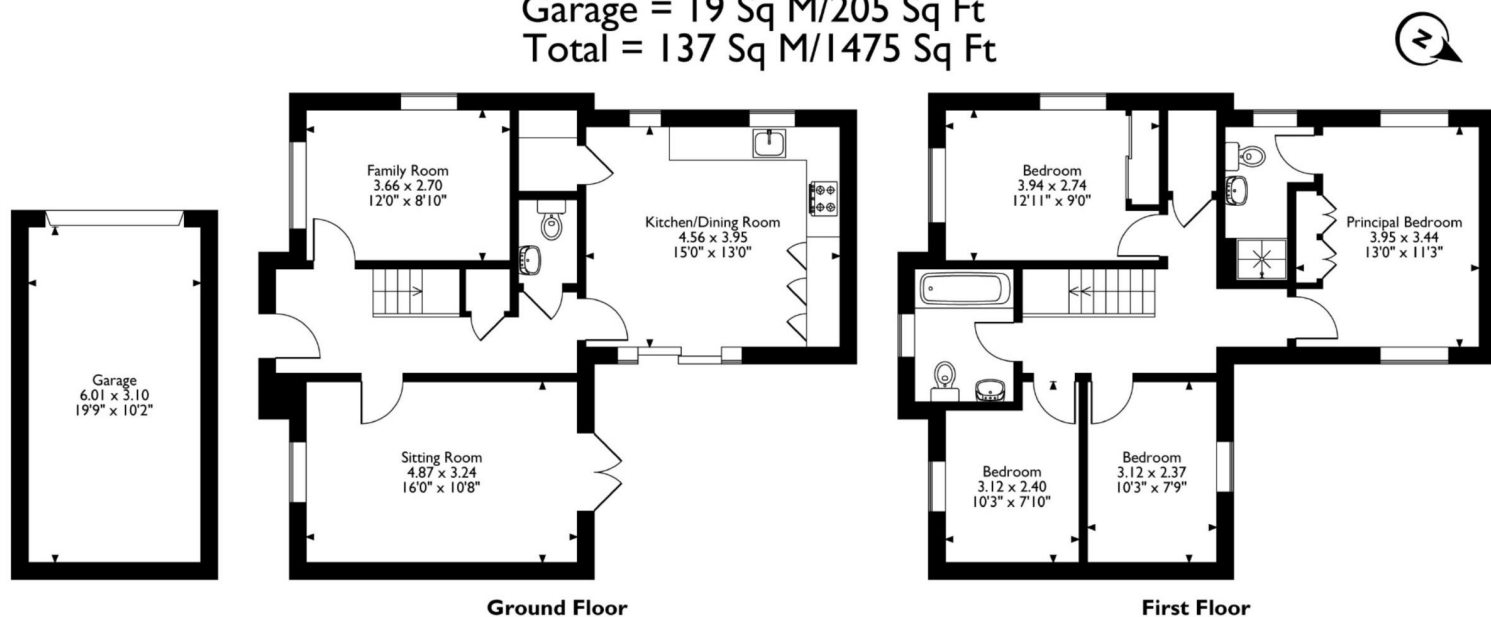 Garage = 19 Sq M/205 Sq Ft
Total = 137 Sq M/1475 Sq Ft
N
Family Room
3.66 x 2.70
12'0" x 8'10"
Kitchen/Dining Room
4.56 x 3.95
15'0" x 13'0"
Garage
6.01 x 3.10
19'9" x 10'2"
Sitting Room
4.87 x 3.24
16'0" x 10'8"
Ground Floor
Bedroom
3.94 x 2.74
12'11" x 9'0"
Principal Bedroom
3.95 x 3.44
13'0" x 11'3"
Bedroom
3.12 x 2.40
10'3" x 7'10"
Bedroom
3.12 x 2.37
10'3" x 7'9"
First Floor